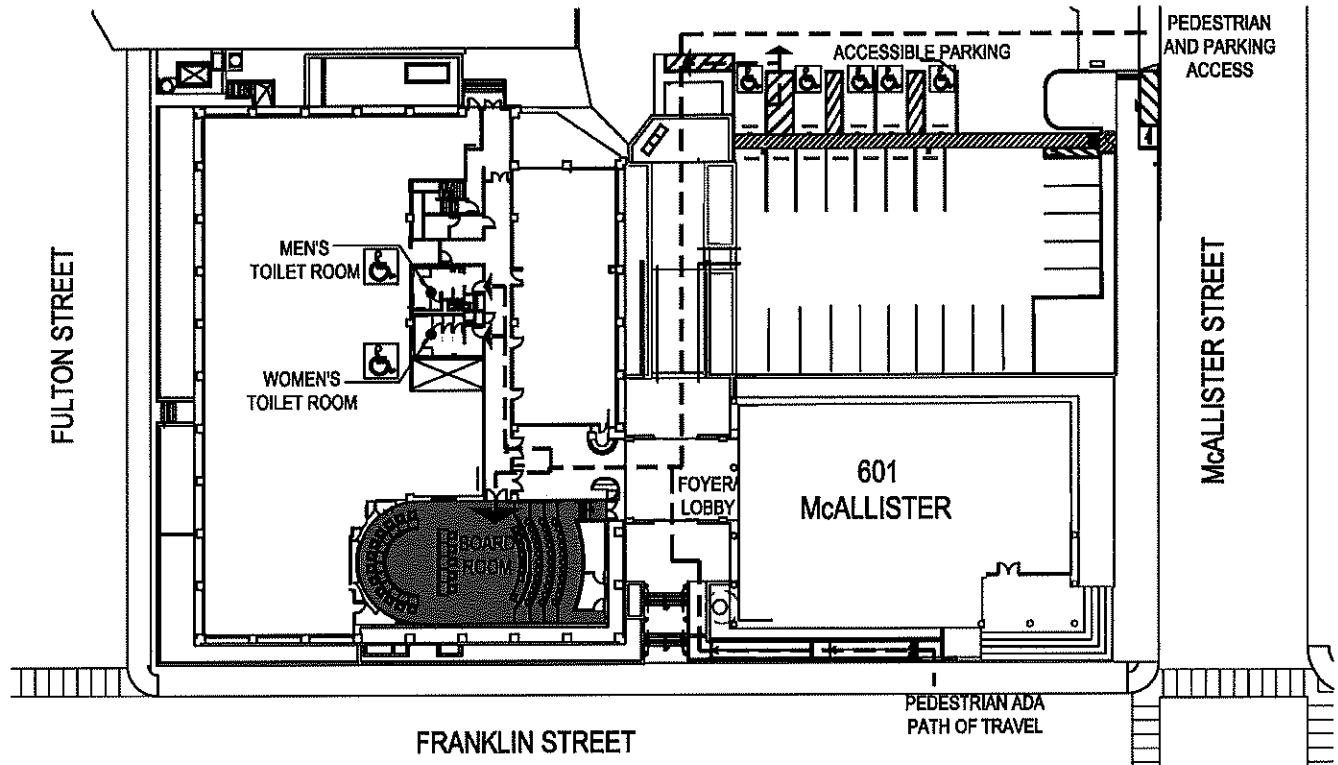 PEDESTRIAN
AND PARKING
ACCESS
ACCESSIBLE PARKING
MEN'S
TOILET ROOM
WOMEN'S
TOILET ROOM
FULTON STREET
McALLISTER STREET
FOYER/
LOBBY
601
McALLISTER
BOARD
ROOM
PEDESTRIAN ADA
PATH OF TRAVEL
FRANKLIN STREET